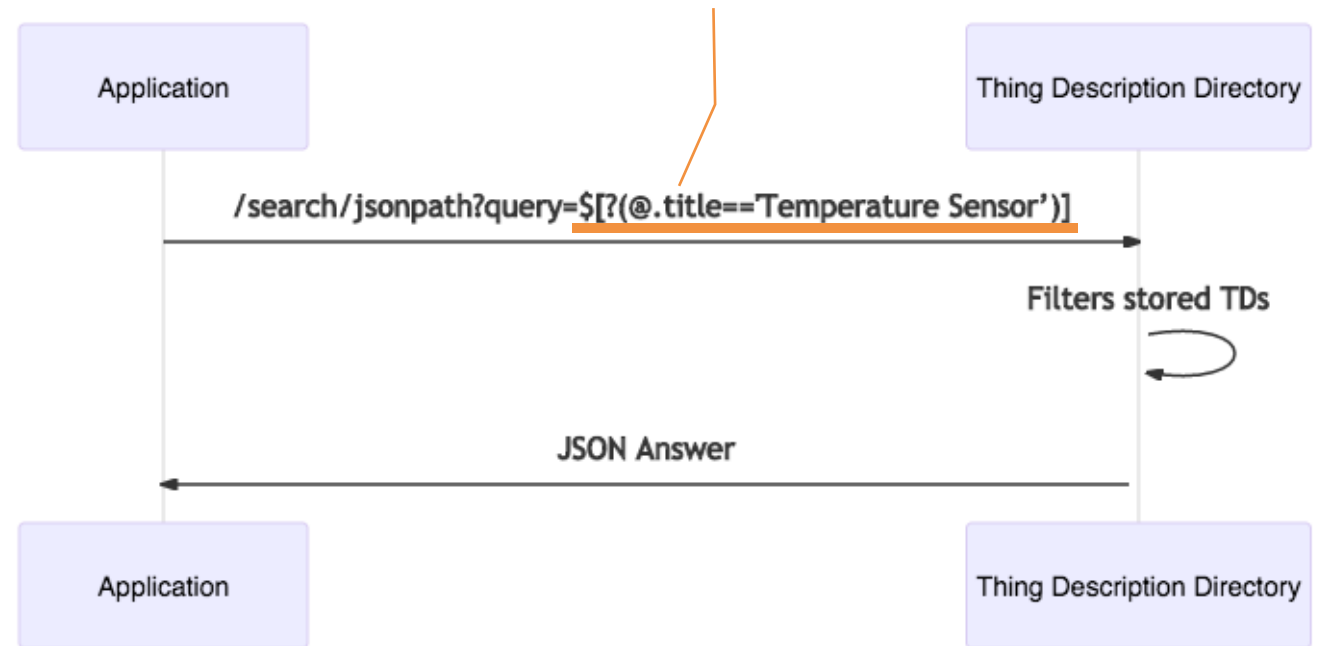 Application
Thing Description Directory
/search/jsonpath?query=$[?(@.title=='Temperature Sensor’)]
Filters stored TDs
JSON Answer
Application
Thing Description Directory